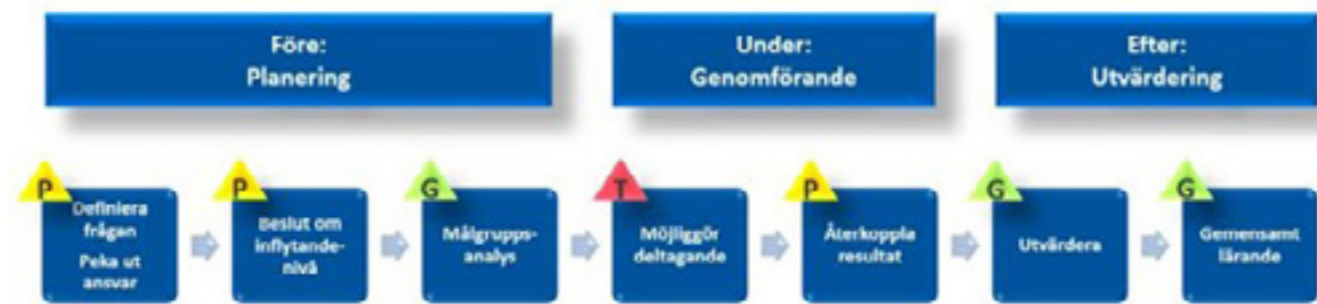 Före:
Planering
Under:
Genomförande
Efter:
Utvärdering
P
Definiera
frågan
Peka ut
ansvar
P
Beslut om
inflytande-
nivå
G
Målgrupps-
analys
T
Möjliggör
deltagande
P
Återkoppla
resultat
G
Utvärdera
G
Gemensamt
lärande